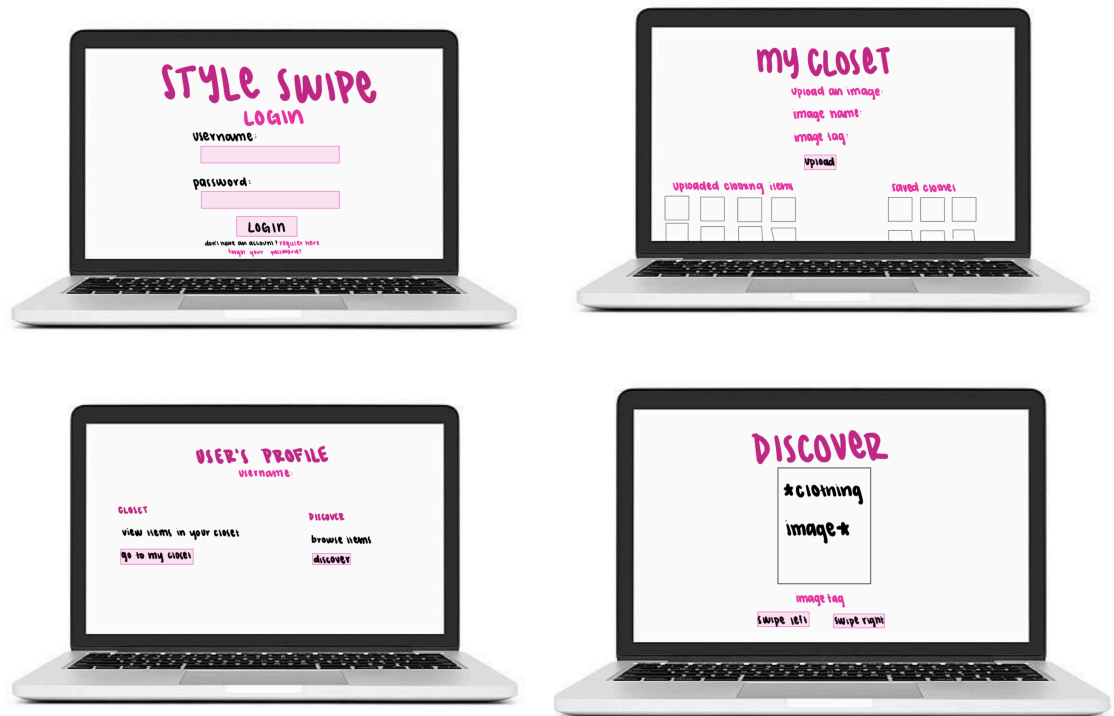 STYLE SWIPE
LOGIN
username:
password:
LOGIN
don't have an account? register here
forgot your password?
my CLOSET
upload an image:
image name:
image tag:
upload
uploaded clothing items
saved clothes
USER'S PROFILE
username:
CLOSET
view items in your closet
go to my closet
DISCOVER
browse items
discover
DISCOVER
*clothing
image*
image tag
swipe left
swipe right